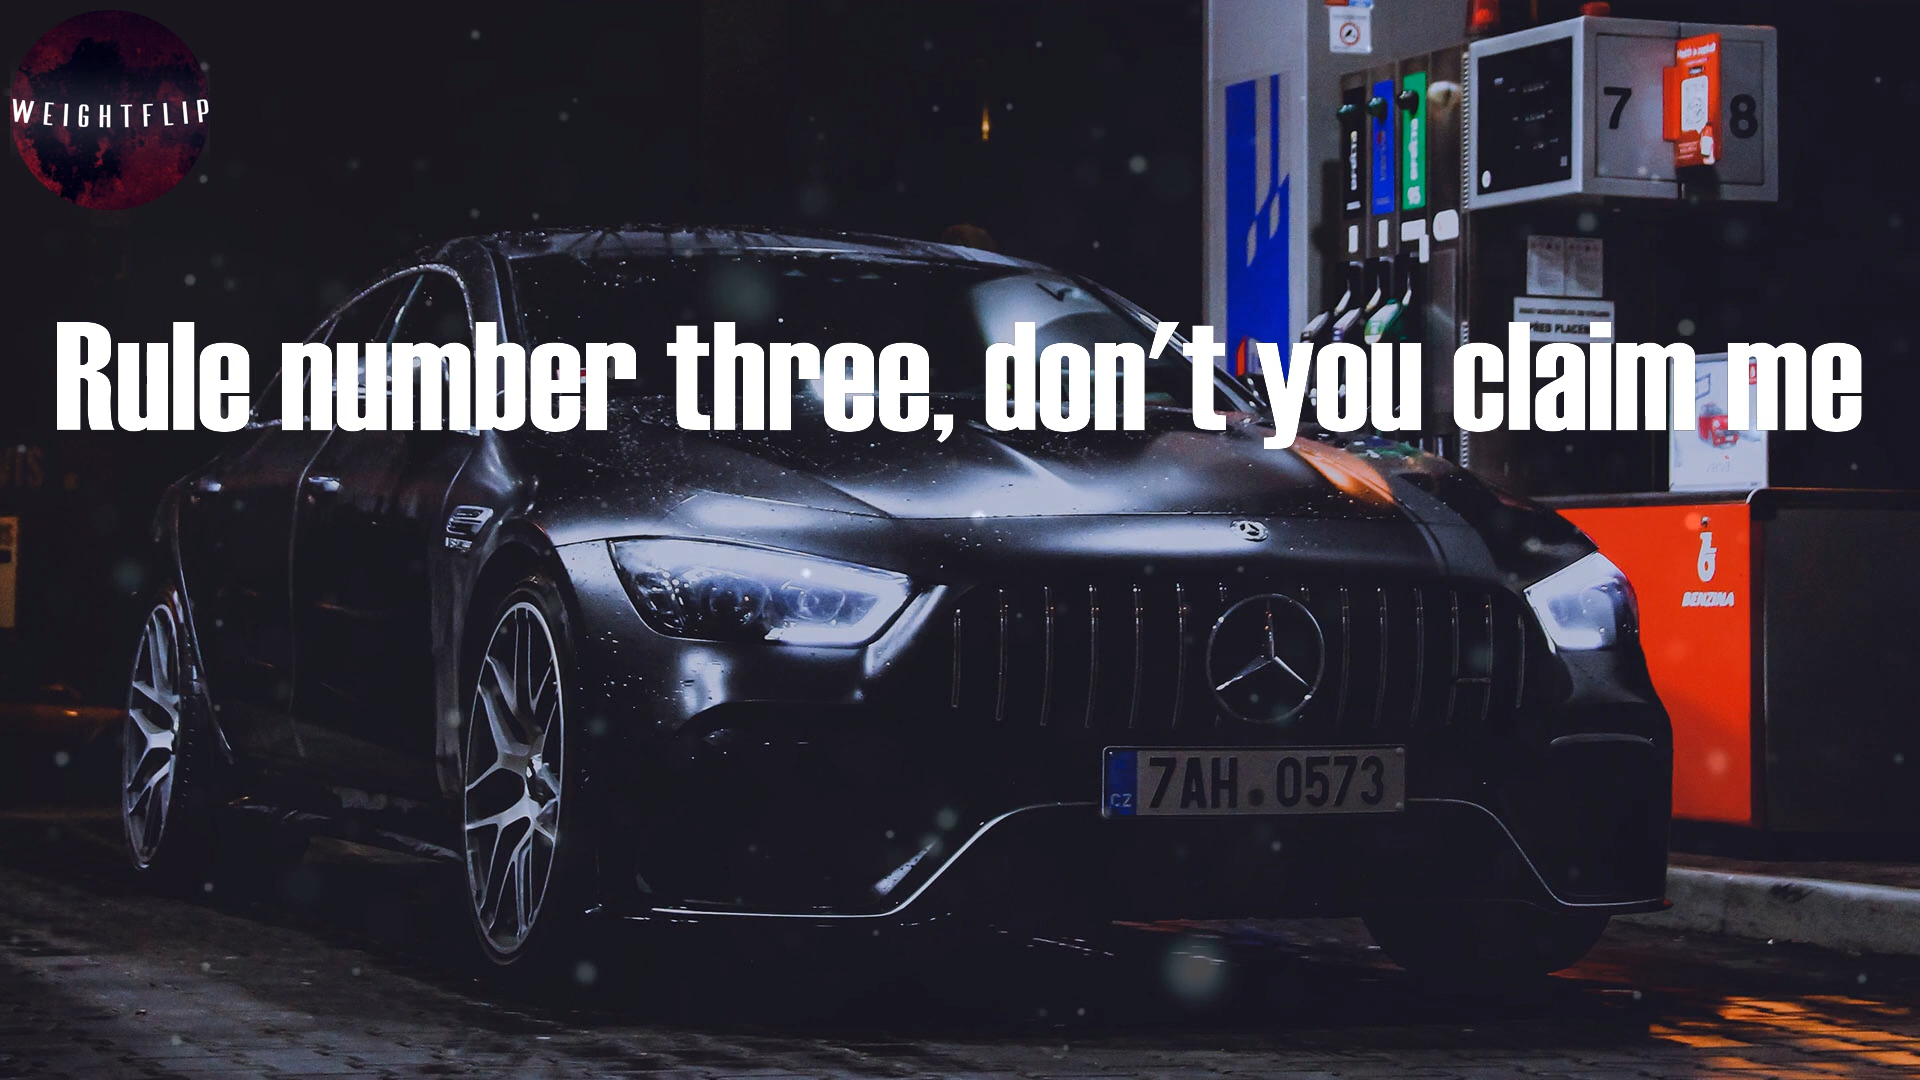 WEIGHTFLIP
7
8
Rule number three, don't you claim me
BENZINA
CZ 7AH 0573